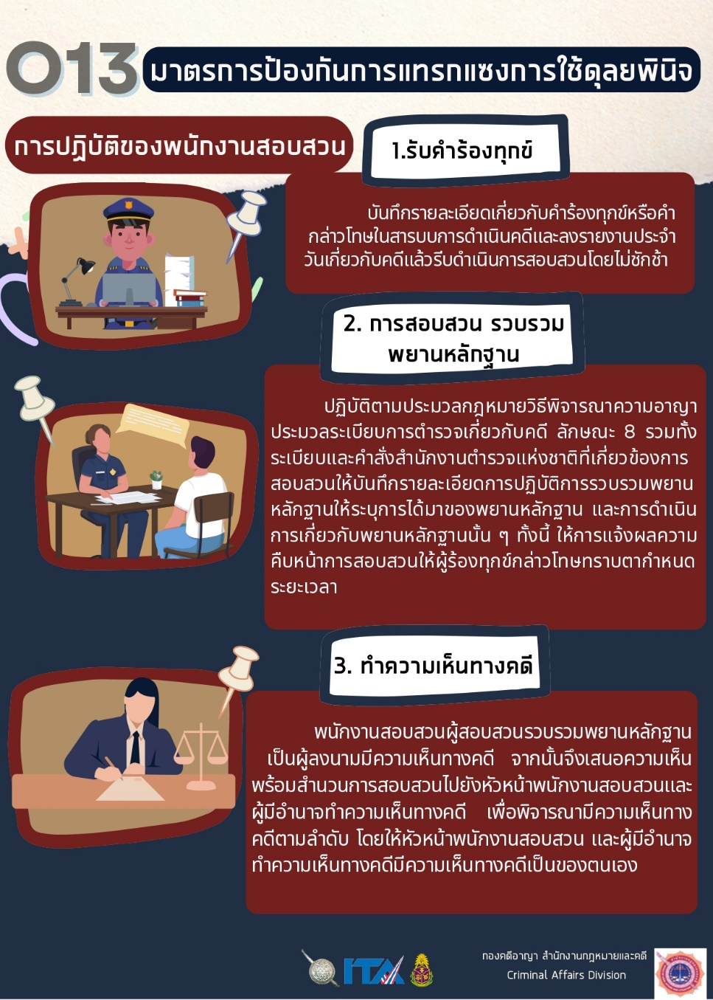 O13 มาตรการป้องกันการแทรกแซงการใช้ดุลยพินิจ
การปฏิบัติของพนักงานสอบสวน
1.รับคำร้องทุกข์
บันทึกรายละเอียดเกี่ยวกับคำร้องทุกข์หรือคำ
กล่าวโทษในสารบบการดำเนินคดีและลงรายงานประจำ
วันเกี่ยวกับคดีแล้วรีบดำเนินการสอบสวนโดยไม่ชักช้า
2. การสอบสวน รวบรวม
พยานหลักฐาน
ปฏิบัติตามประมวลกฎหมายวิธีพิจารณาความอาญา
ประมวลระเบียบการตำรวจเกี่ยวกับคดี ลักษณะ 8 รวมทั้ง
ระเบียบและคำสั่งสำนักงานตำรวจแห่งชาติที่เกี่ยวข้องการ
สอบสวนให้บันทึกรายละเอียดการปฏิบัติการรวบรวมพยาน
หลักฐานให้ระบุการได้มาของพยานหลักฐาน และการดำเนิน
การเกี่ยวกับพยานหลักฐานนั้น ๆ ทั้งนี้ ให้การแจ้งผลความ
คืบหน้าการสอบสวนให้ผู้ร้องทุกข์กล่าวโทษทราบตากำหนด
ระยะเวลา
3. ทำความเห็นทางคดี
พนักงานสอบสวนผู้สอบสวนรวบรวมพยานหลักฐาน
เป็นผู้ลงนามมีความเห็นทางคดี จากนั้นจึงเสนอความเห็น
พร้อมสำนวนการสอบสวนไปยังหัวหน้าพนักงานสอบสวนและ
ผู้มีอำนาจทำความเห็นทางคดี เพื่อพิจารณามีความเห็นทาง
คดีตามลำดับ โดยให้หัวหน้าพนักงานสอบสวน และผู้มีอำนาจ
ทำความเห็นทางคดีมีความเห็นทางคดีเป็นของตนเอง
ITA
กองคดีอาญา สำนักงานกฎหมายและคดี
Criminal Affairs Division